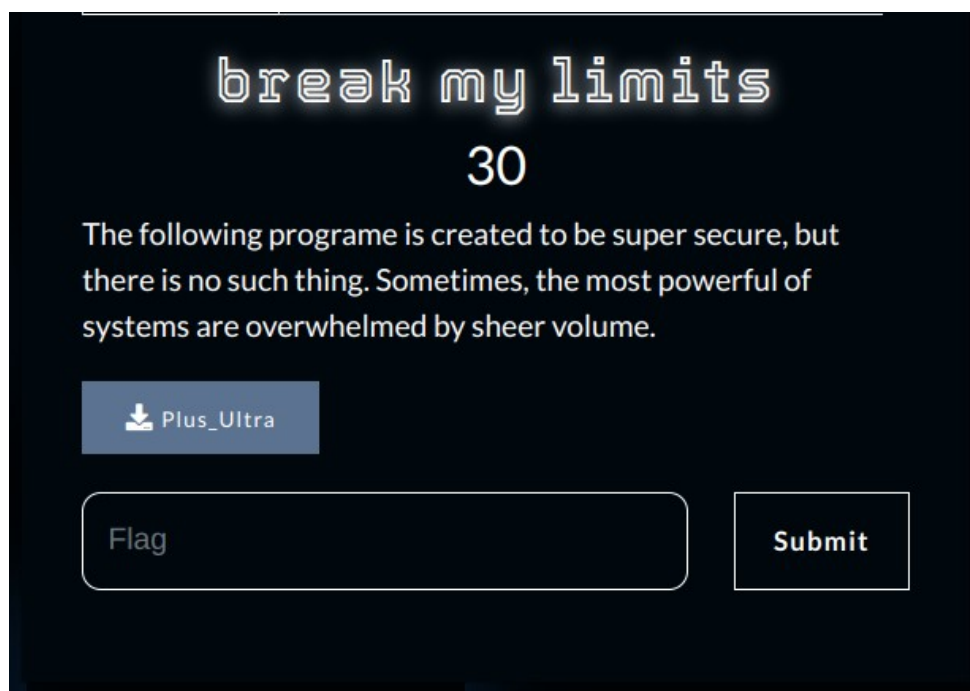 break my limits
30
The following programe is created to be super secure, but
there is no such thing. Sometimes, the most powerful of
systems are overwhelmed by sheer volume.
Plus_Ultra
Flag
Submit